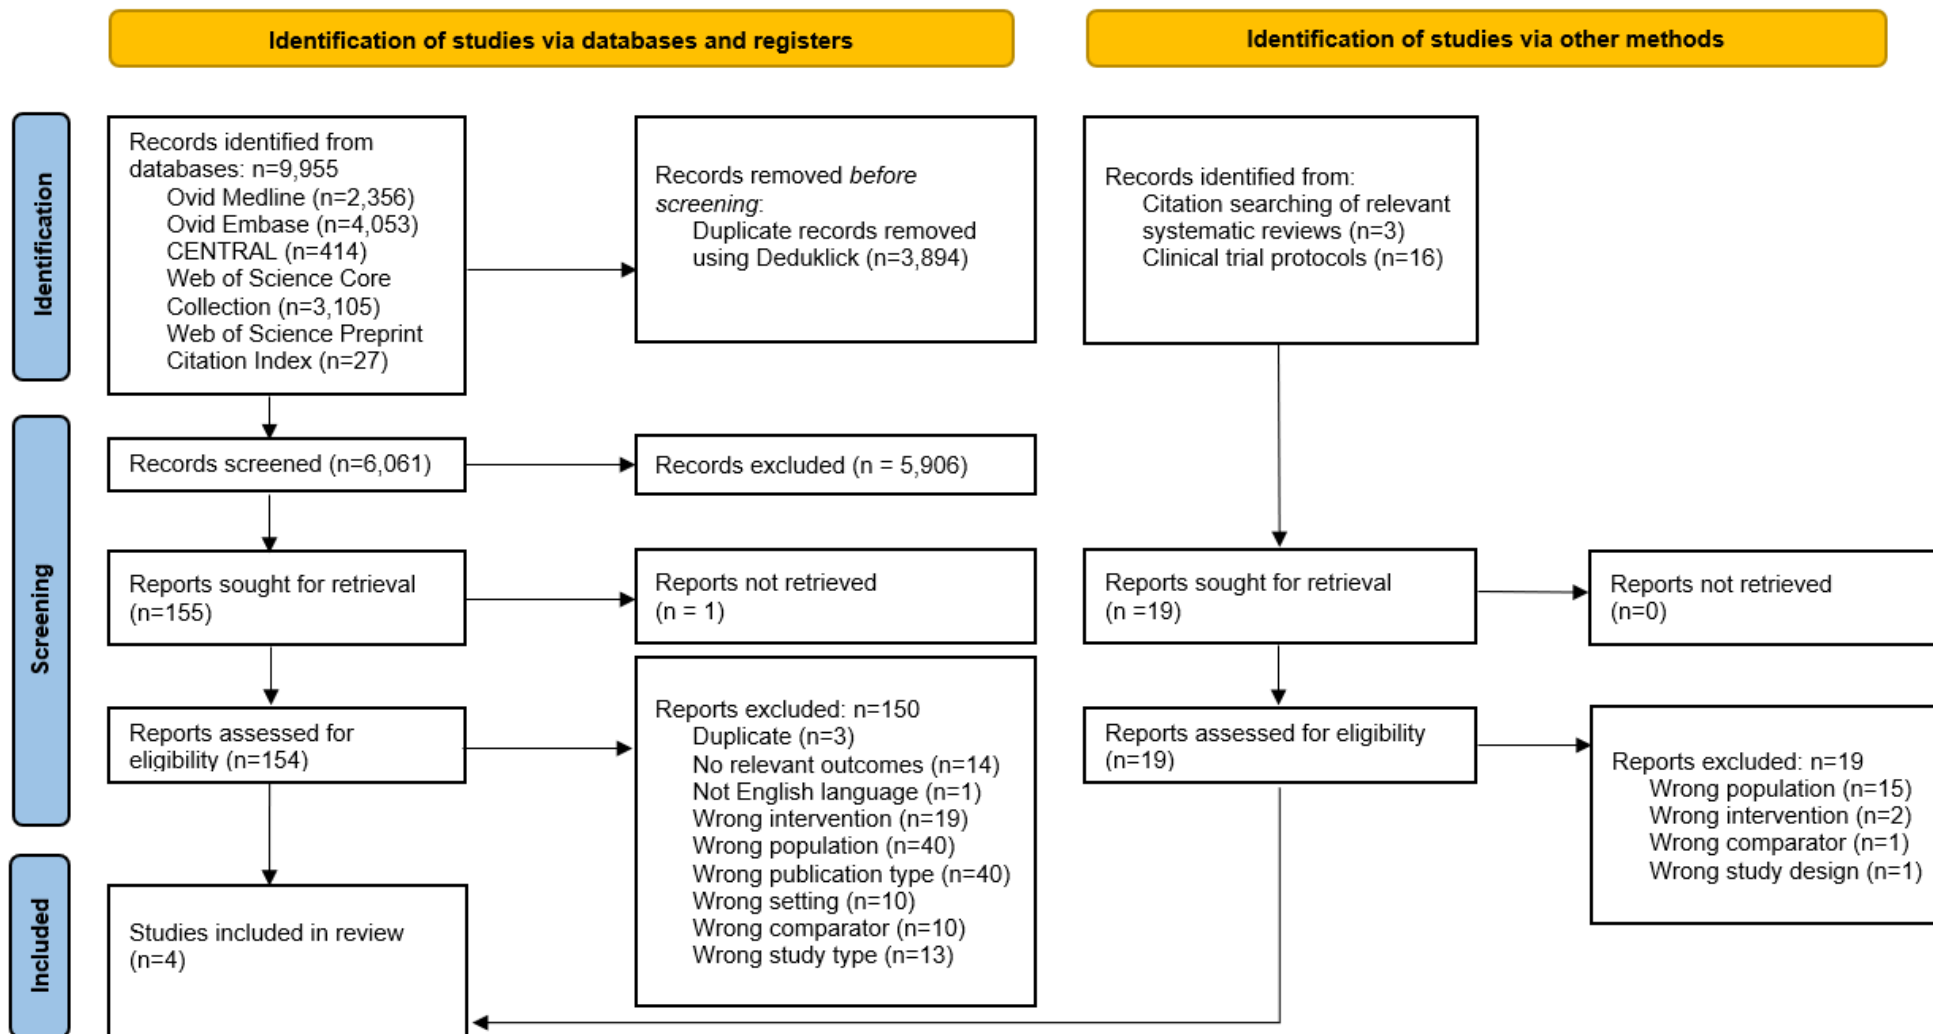 Identification of studies via databases and registers
Identification of studies via other methods
Identification
Records identified from
databases: n=9,955
Ovid Medline (n=2,356)
Ovid Embase (n=4,053)
CENTRAL (n=414)
Web of Science Core
Collection (n=3,105)
Web of Science Preprint
Citation Index (n=27)
Records removed before
screening:
Duplicate records removed
using Deduklick (n=3,894)
Records identified from:
Citation searching of relevant
systematic reviews (n=3)
Clinical trial protocols (n=16)
Screening
Records screened (n=6,061)
Records excluded (n = 5,906)
Reports sought for retrieval
(n=155)
Reports not retrieved
(n = 1)
Reports sought for retrieval
(n =19)
Reports not retrieved
(n=0)
Reports assessed for
eligibility (n=154)
Reports excluded: n=150
Duplicate (n=3)
No relevant outcomes (n=14)
Not English language (n=1)
Wrong intervention (n=19)
Wrong population (n=40)
Wrong publication type (n=40)
Wrong setting (n=10)
Wrong comparator (n=10)
Wrong study type (n=13)
Reports assessed for eligibility
(n=19)
Reports excluded: n=19
Wrong population (n=15)
Wrong intervention (n=2)
Wrong comparator (n=1)
Wrong study design (n=1)
Included
Studies included in review
(n=4)